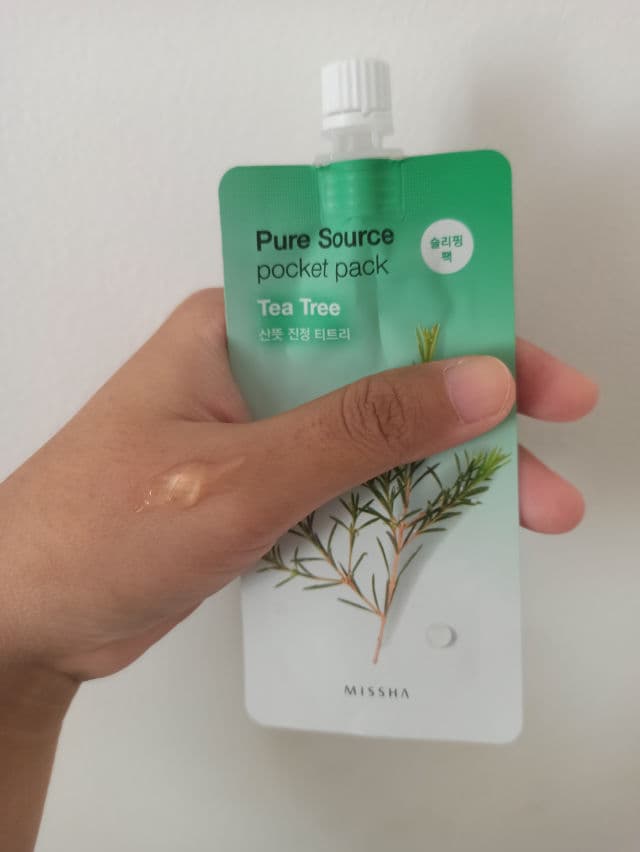 Pure Source
pocket pack
슬리핑
팩
Tea Tree
산뜻 진정 티트리
MISSHA